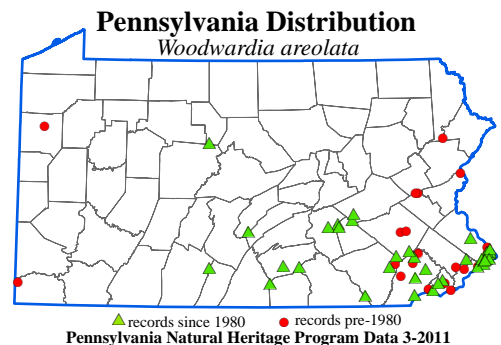 Pennsylvania Distribution
Woodwardia areolata
records since 1980 records pre-1980
Pennsylvania Natural Heritage Program Data 3-2011